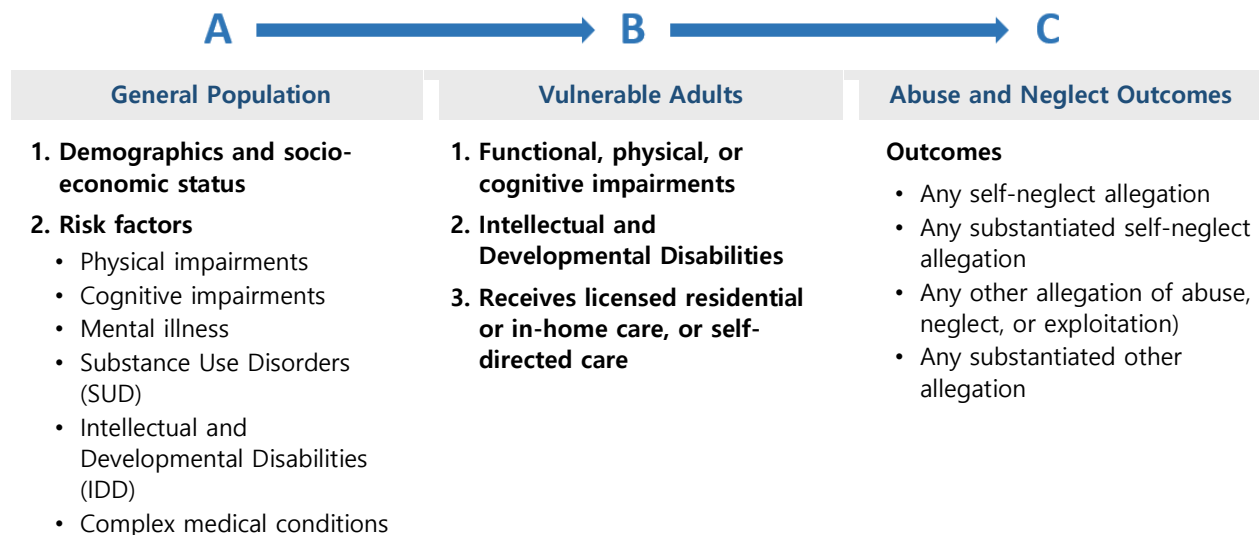 A B C
General Population
Vulnerable Adults
Abuse and Neglect Outcomes
1. Demographics and socio-
economic status
2. Risk factors
• Physical impairments
• Cognitive impairments
• Mental illness
• Substance Use Disorders
(SUD)
• Intellectual and
Developmental Disabilities
(IDD)
• Complex medical conditions
1. Functional, physical, or
cognitive impairments
2. Intellectual and
Developmental Disabilities
3. Receives licensed residential
or in-home care, or self-
directed care
Outcomes
• Any self-neglect allegation
• Any substantiated self-neglect
allegation
• Any other allegation of abuse,
neglect, or exploitation)
• Any substantiated other
allegation